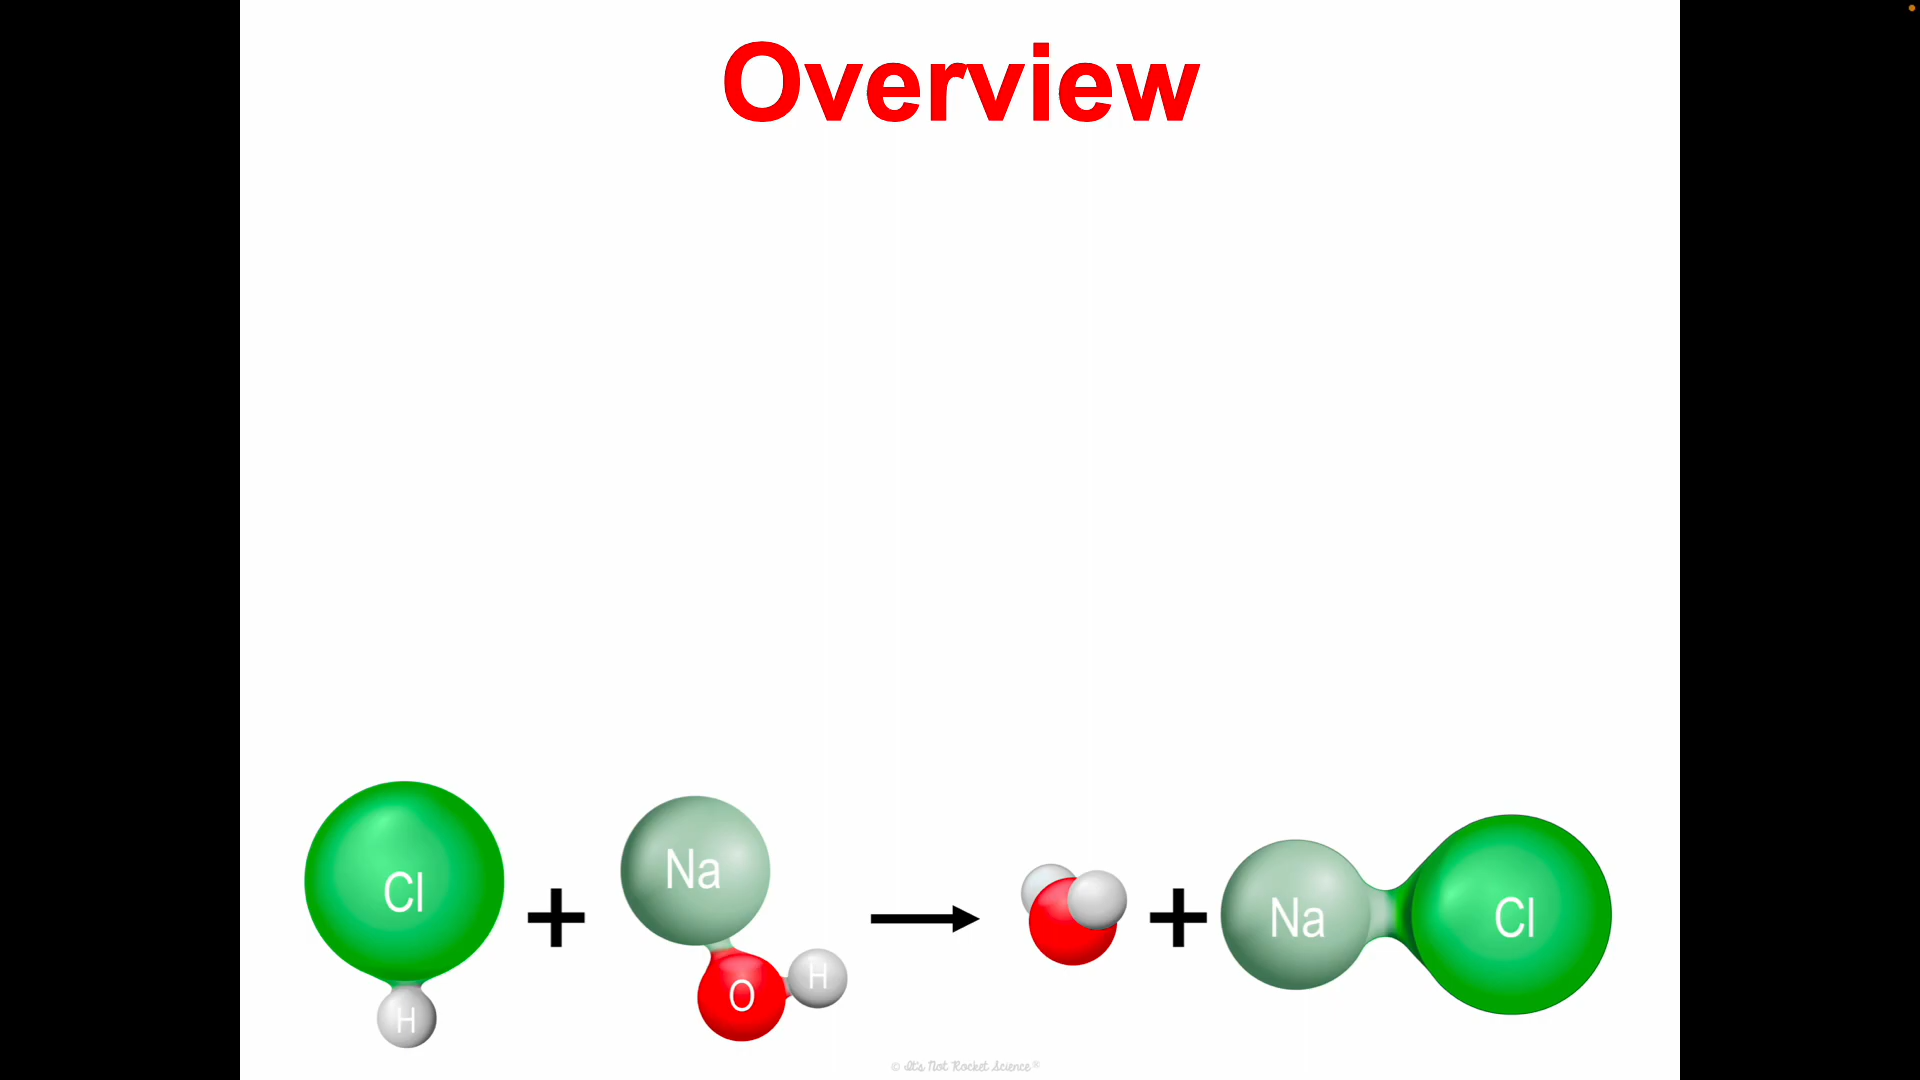 Overview
Cl + Na → + Na Cl
H O H
© It's Not Rocket Science®